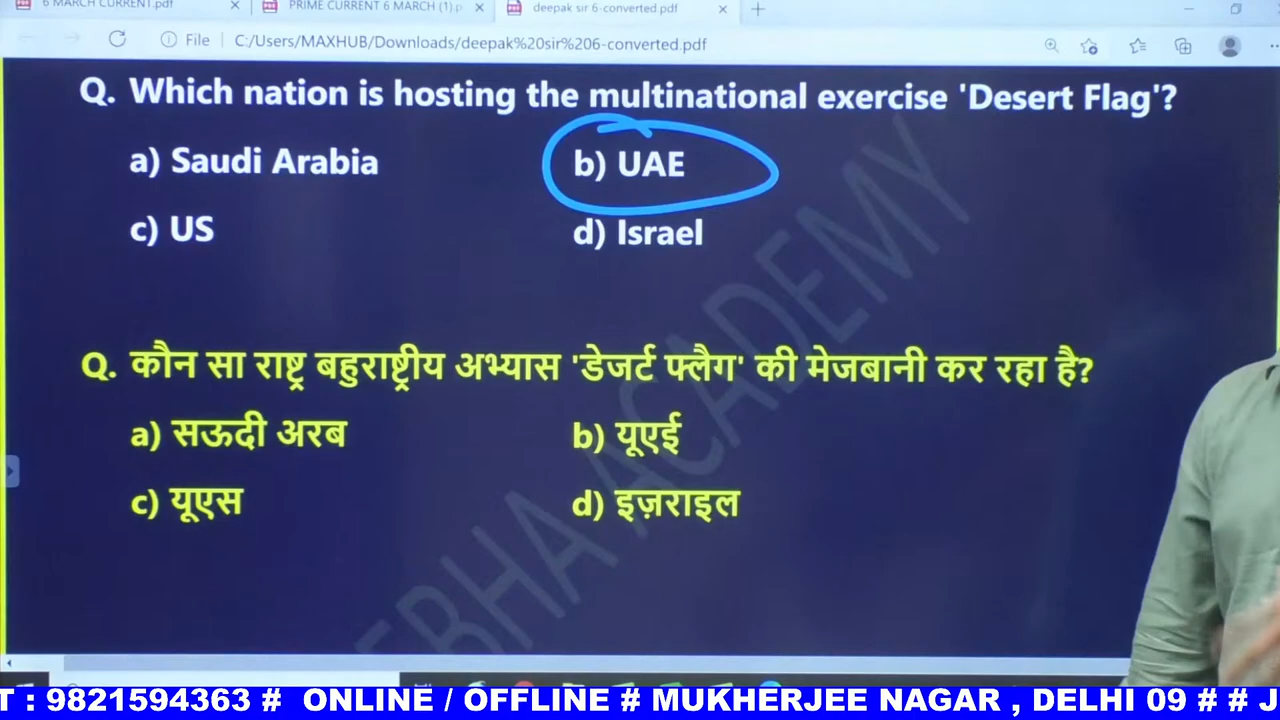 6 MARCH CURRENT.pdf
PRIME CURRENT 6 MARCH (1).p
deepak sir 6-converted.pdf
File
C:/Users/MAXHUB/Downloads/deepak%20sir%206-converted.pdf
Q. Which nation is hosting the multinational exercise 'Desert Flag'?
a) Saudi Arabia
b) UAE
c) US
d) Israel
Q. कौन सा राष्ट्र बहुराष्ट्रीय अभ्यास 'डेजर्ट फ्लैग' की मेजबानी कर रहा है?
a) सऊदी अरब
b) यूएई
c) यूएस
d) इज़राइल
EBHA ACADEMY
T : 9821594363 # ONLINE / OFFLINE # MUKHERJEE NAGAR , DELHI 09 # # J